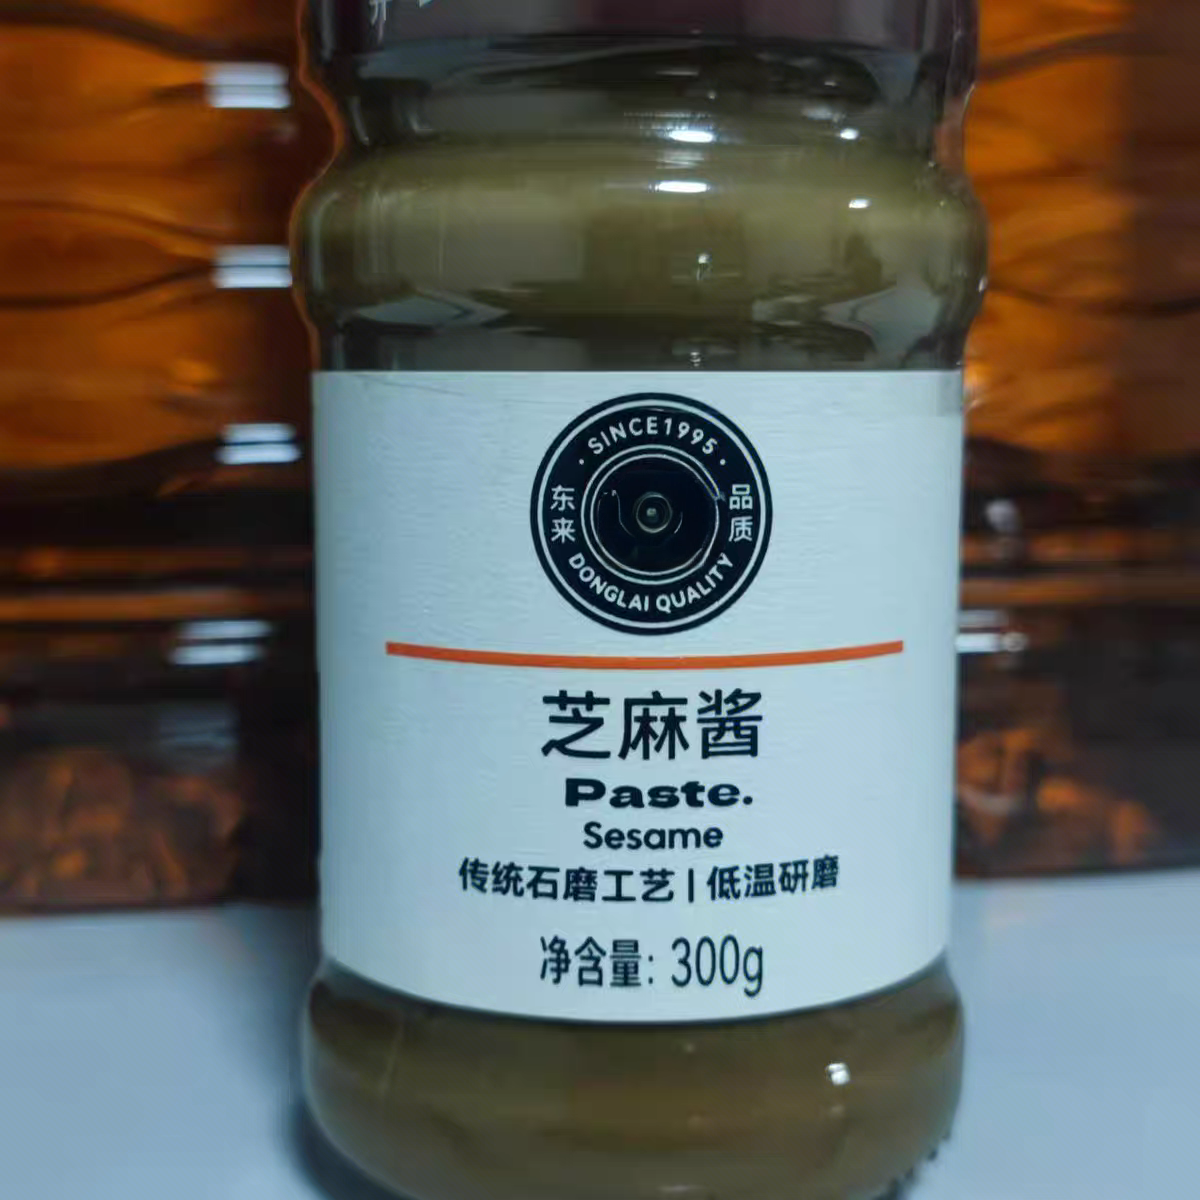 SINCE1995
东来
品质
DONGLAI QUALITY
芝麻酱
Paste.
Sesame
传统石磨工艺 | 低温研磨
净含量: 300g